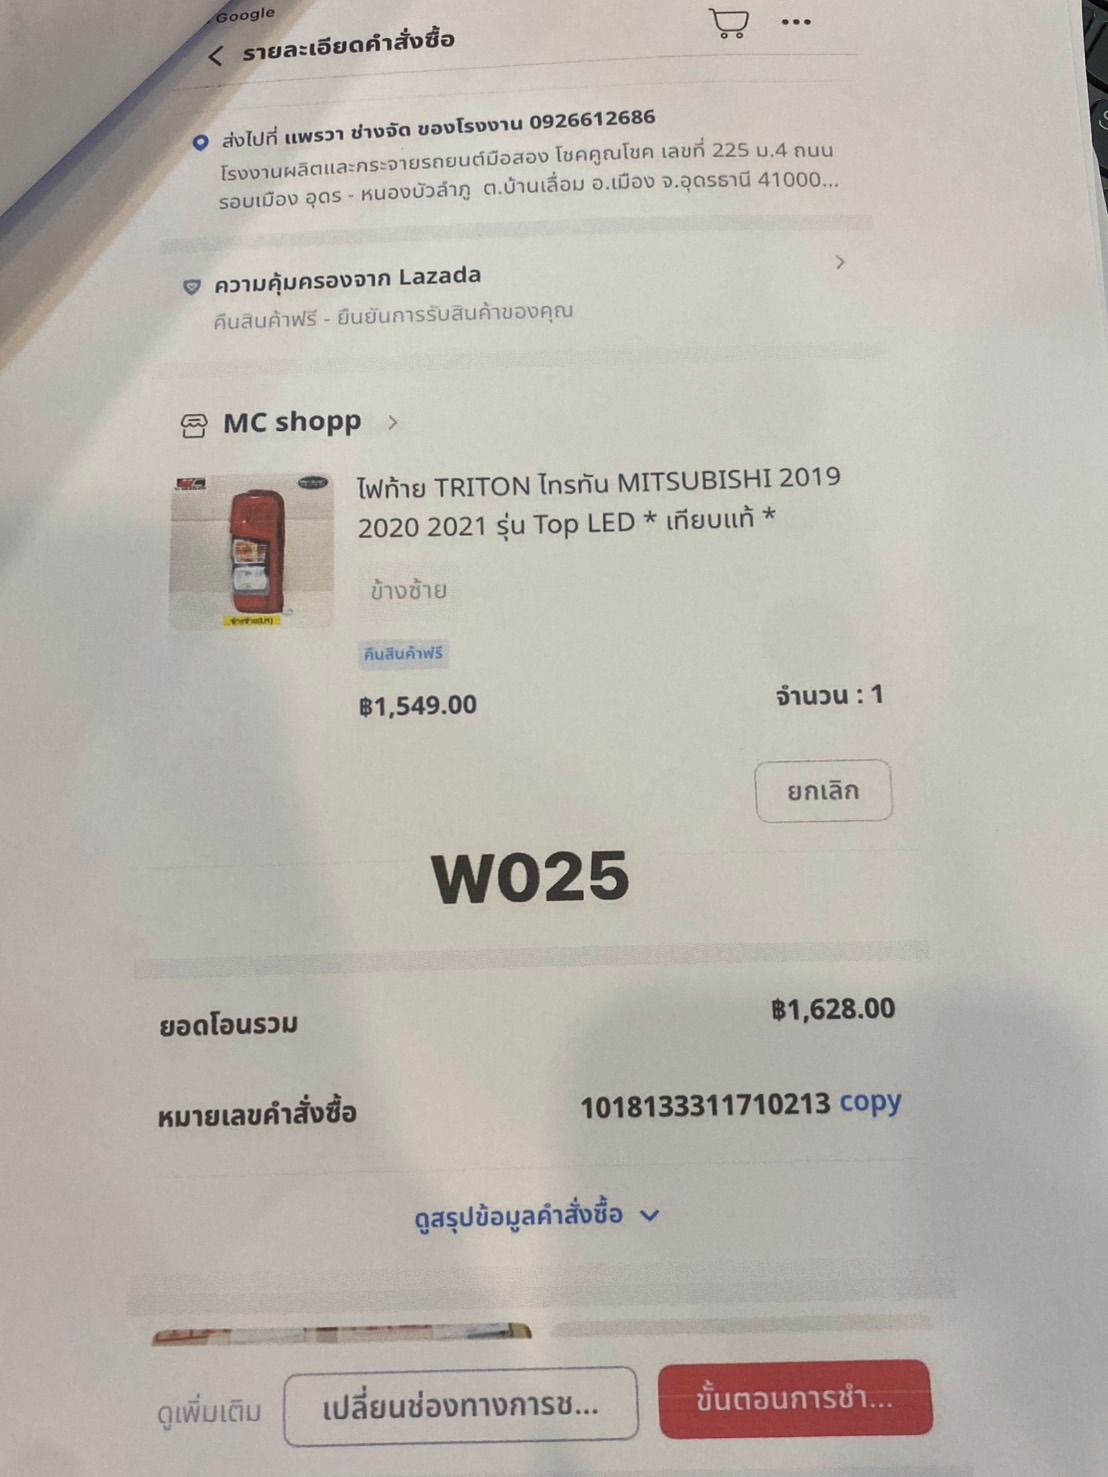 Google
รายละเอียดคำสั่งซื้อ
ส่งไปที่ แพรวา ช่างจัด ของโรงงาน 0926612686
โรงงานผลิตและกระจายรถยนต์มือสอง โชคคูณโชค เลขที่ 225 ม.4 ถนน
รอบเมือง อุดร - หนองบัวลำภู ต.บ้านเลื่อม อ.เมือง จ.อุดรธานี 41000...
ความคุ้มครองจาก Lazada
คืนสินค้าฟรี - ยืนยันการรับสินค้าของคุณ
MC shopp
ไฟท้าย TRITON ไทรทัน MITSUBISHI 2019
2020 2021 รุ่น Top LED * เทียบแท้ *
ข้างซ้าย
คืนสินค้าฟรี
฿1,549.00
จำนวน : 1
ยกเลิก
W025
ยอดโอนรวม
฿1,628.00
หมายเลขคำสั่งซื้อ
1018133311710213 copy
ดูสรุปข้อมูลคำสั่งซื้อ
ดูเพิ่มเติม
เปลี่ยนช่องทางการช...
ขั้นตอนการชำ...